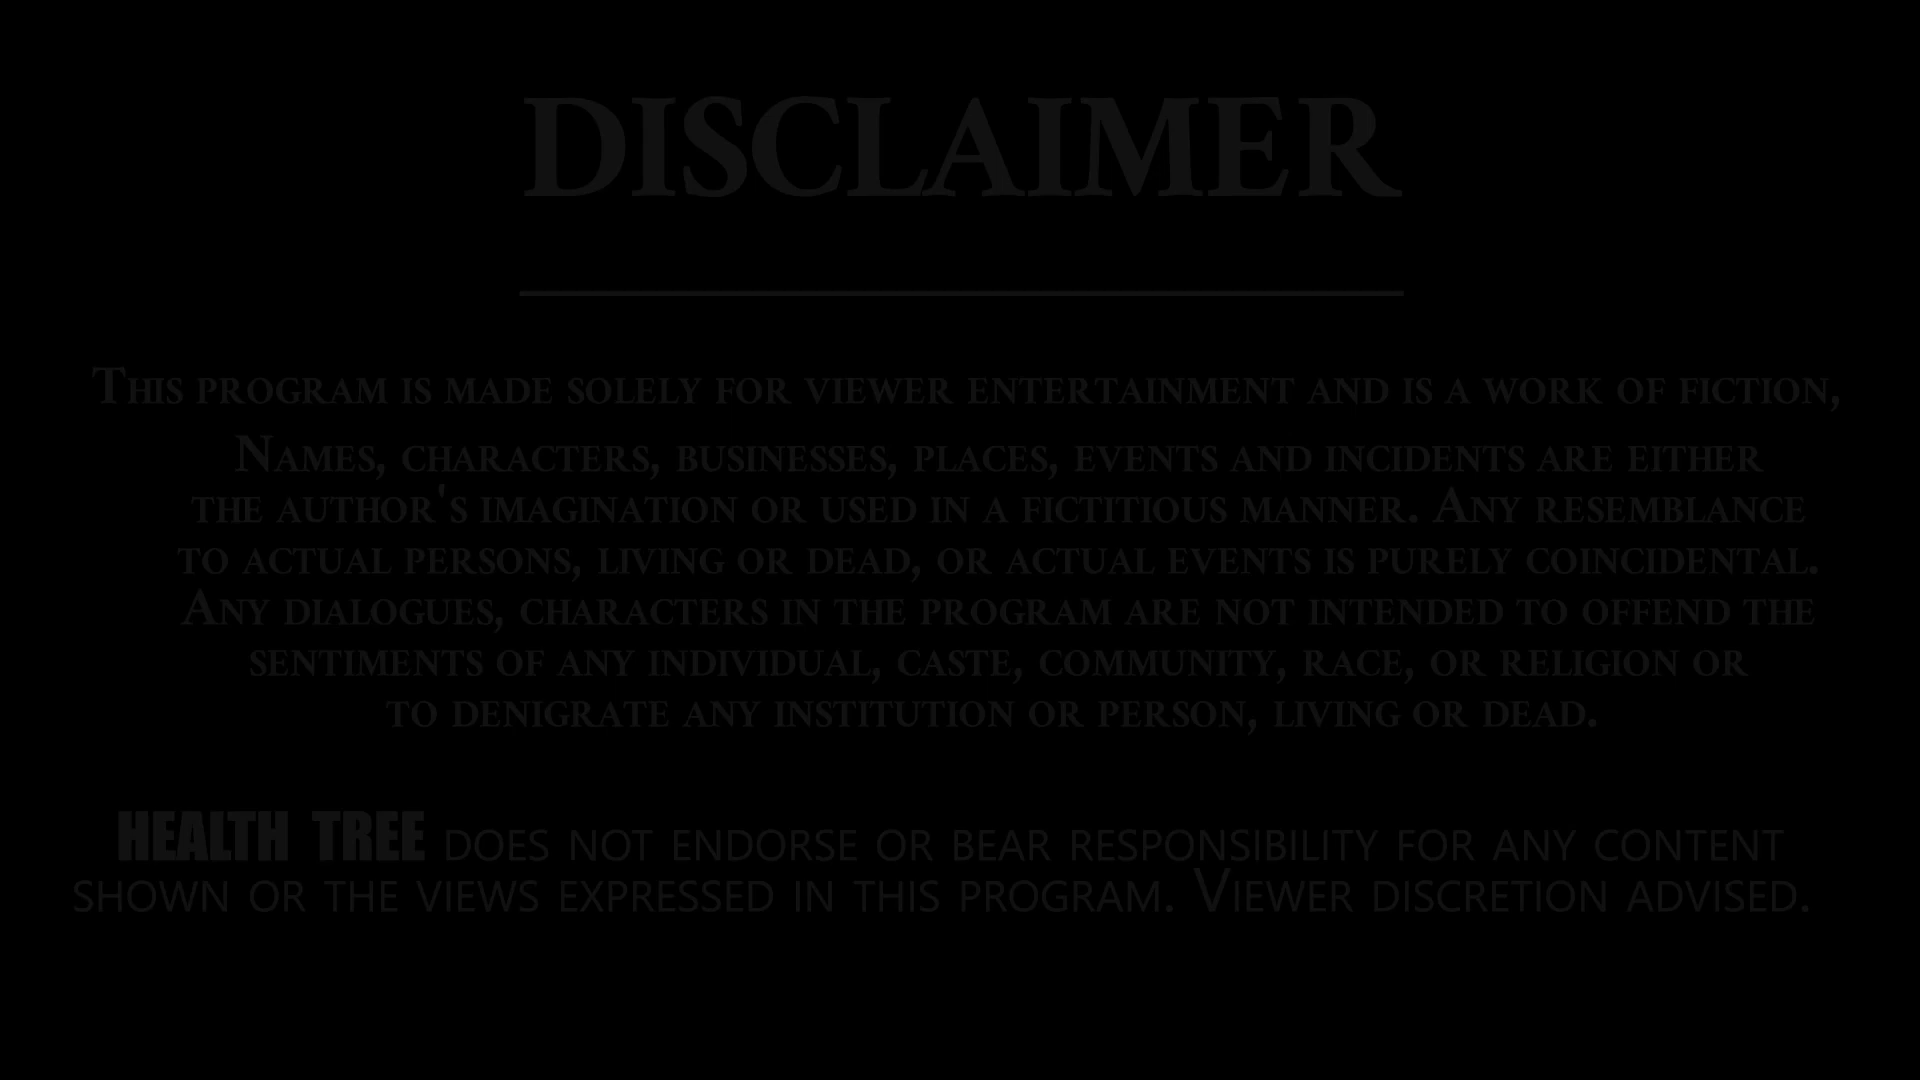 DISCLAIMER
This program is made solely for viewer entertainment and is a work of fiction,
Names, characters, businesses, places, events and incidents are either
the author's imagination or used in a fictitious manner. Any resemblance
to actual persons, living or dead, or actual events is purely coincidental.
Any dialogues, characters in the program are not intended to offend the
sentiments of any individual, caste, community, race, or religion or
to denigrate any institution or person, living or dead.
HEALTH TREE does not endorse or bear responsibility for any content
shown or the views expressed in this program. Viewer discretion advised.